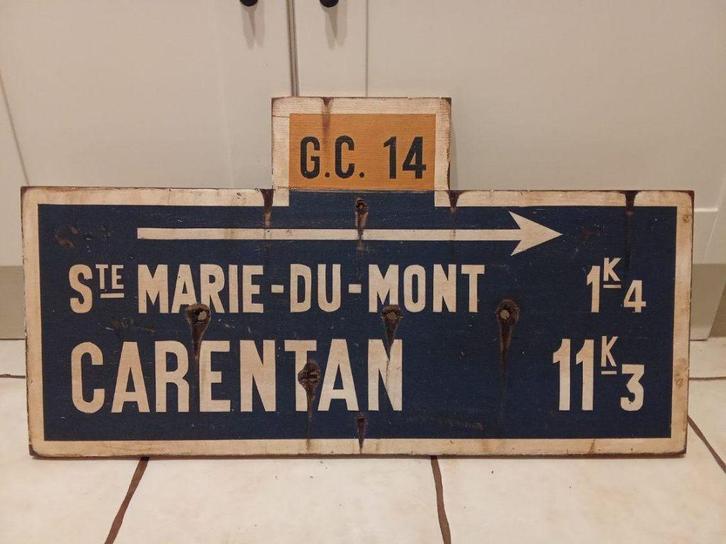 G.C. 14
STE MARIE-DU-MONT 1K4
CARENTAN 11K3